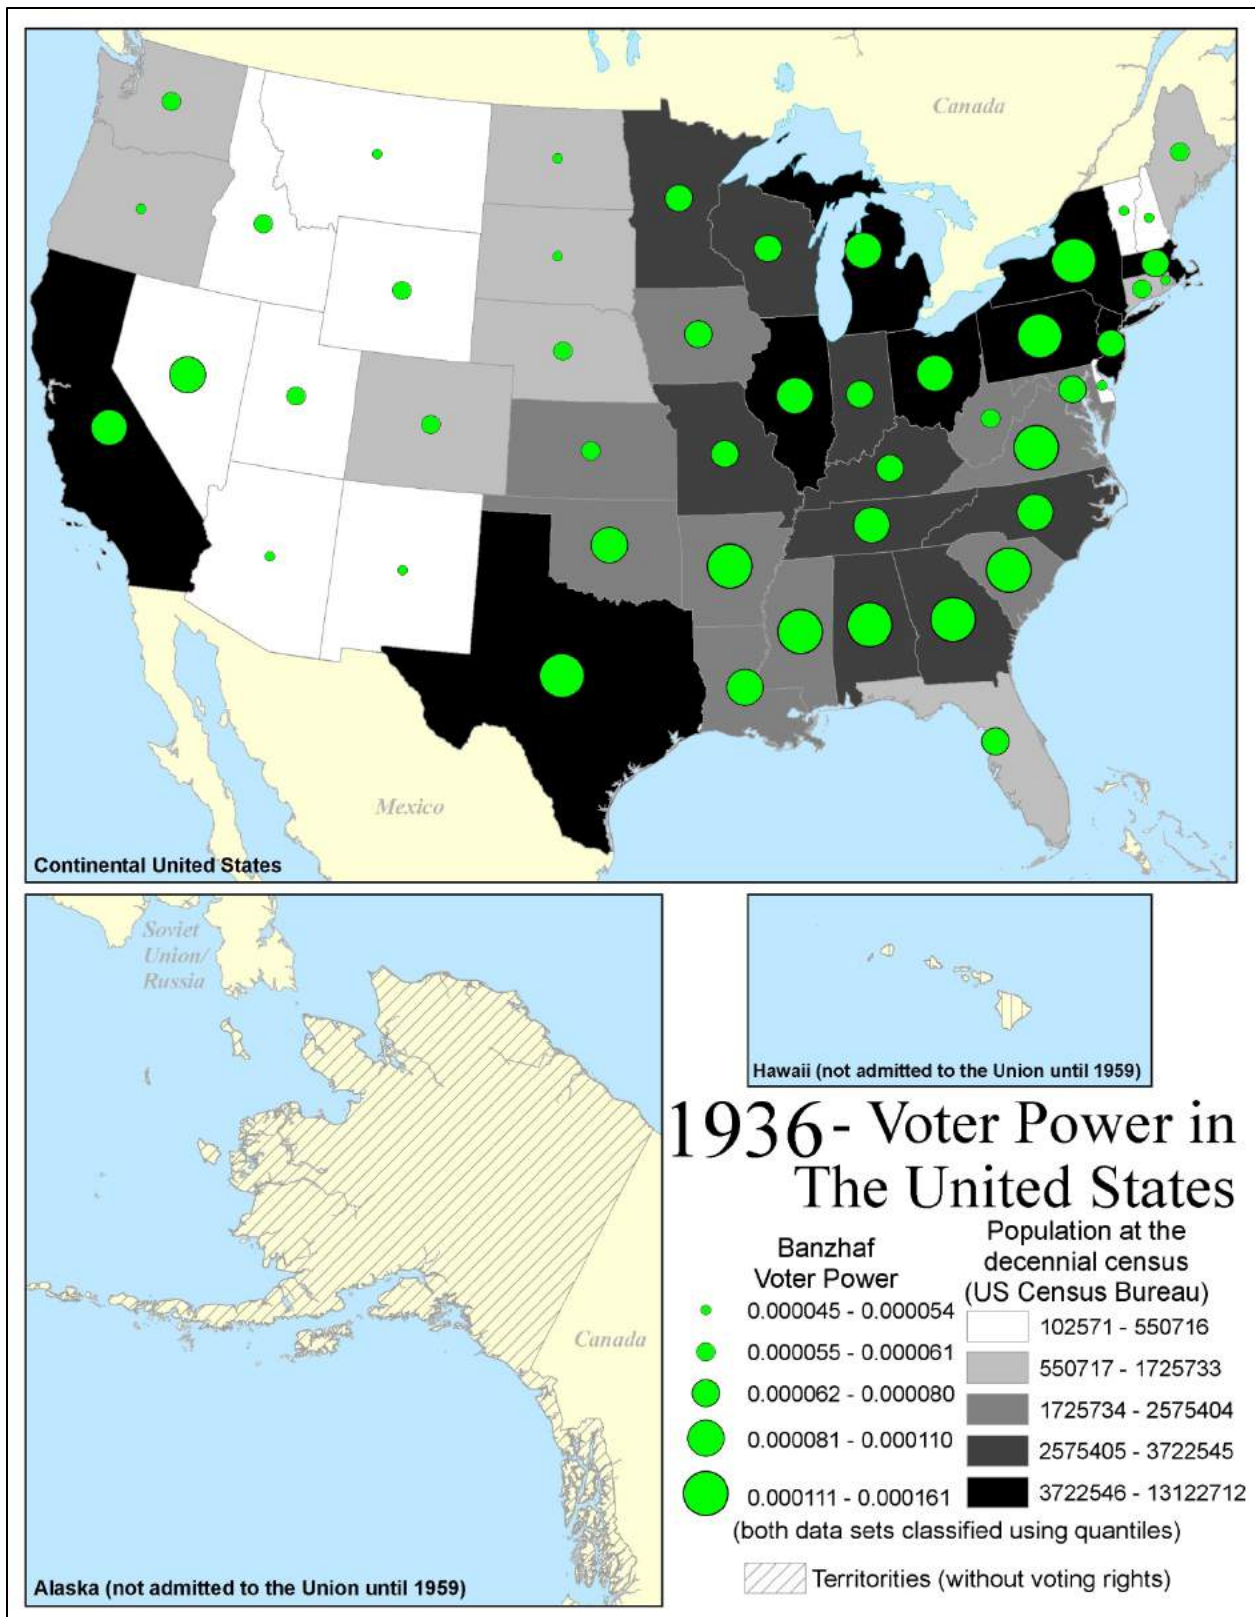 Canada
Mexico
Continental United States
Soviet
Union/
Russia
Canada
Alaska (not admitted to the Union until 1959)
Hawaii (not admitted to the Union until 1959)
1936 - Voter Power in
The United States
Banzhaf
Voter Power
0.000045 - 0.000054
0.000055 - 0.000061
0.000062 - 0.000080
0.000081 - 0.000110
0.000111 - 0.000161
Population at the
decennial census
(US Census Bureau)
102571 - 550716
550717 - 1725733
1725734 - 2575404
2575405 - 3722545
3722546 - 13122712
(both data sets classified using quantiles)
Territorities (without voting rights)